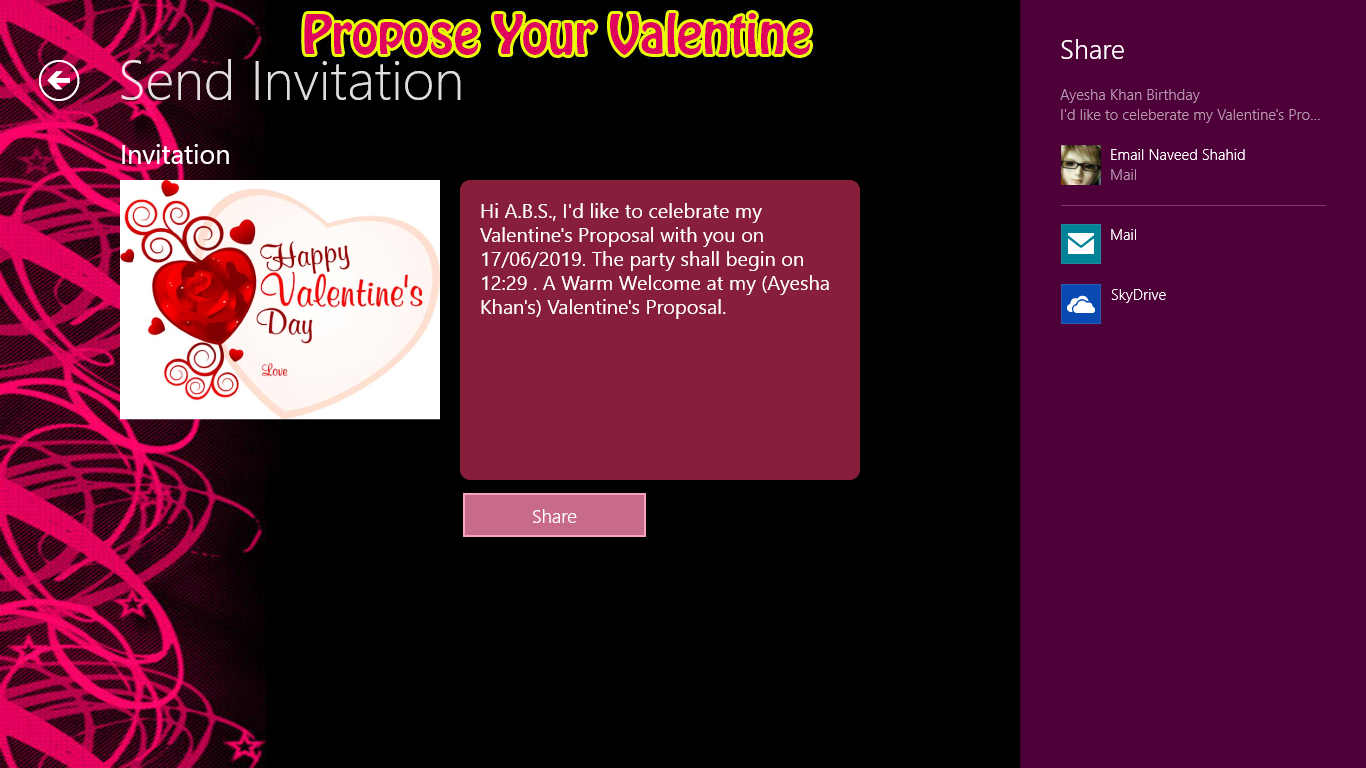 Propose Your Valentine
Send Invitation
Invitation
Happy
Valentine's
Day
Love
Hi A.B.S., I'd like to celebrate my
Valentine's Proposal with you on
17/06/2019. The party shall begin on
12:29 . A Warm Welcome at my (Ayesha
Khan's) Valentine's Proposal.
Share
Share
Ayesha Khan Birthday
I'd like to celeberate my Valentine's Pro...
Email Naveed Shahid
Mail
Mail
SkyDrive